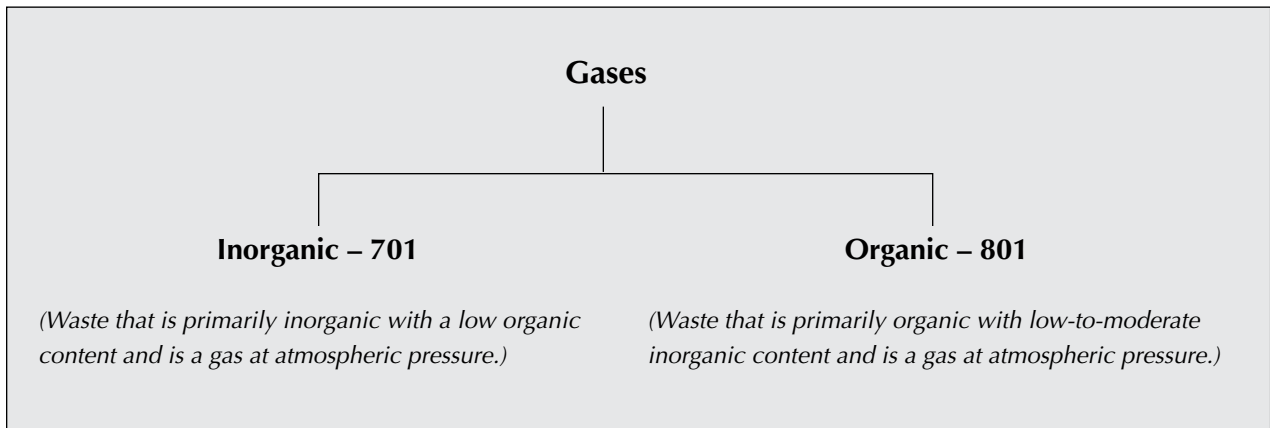 Gases
Inorganic – 701
Organic – 801
(Waste that is primarily inorganic with a low organic
content and is a gas at atmospheric pressure.)
(Waste that is primarily organic with low-to-moderate
inorganic content and is a gas at atmospheric pressure.)